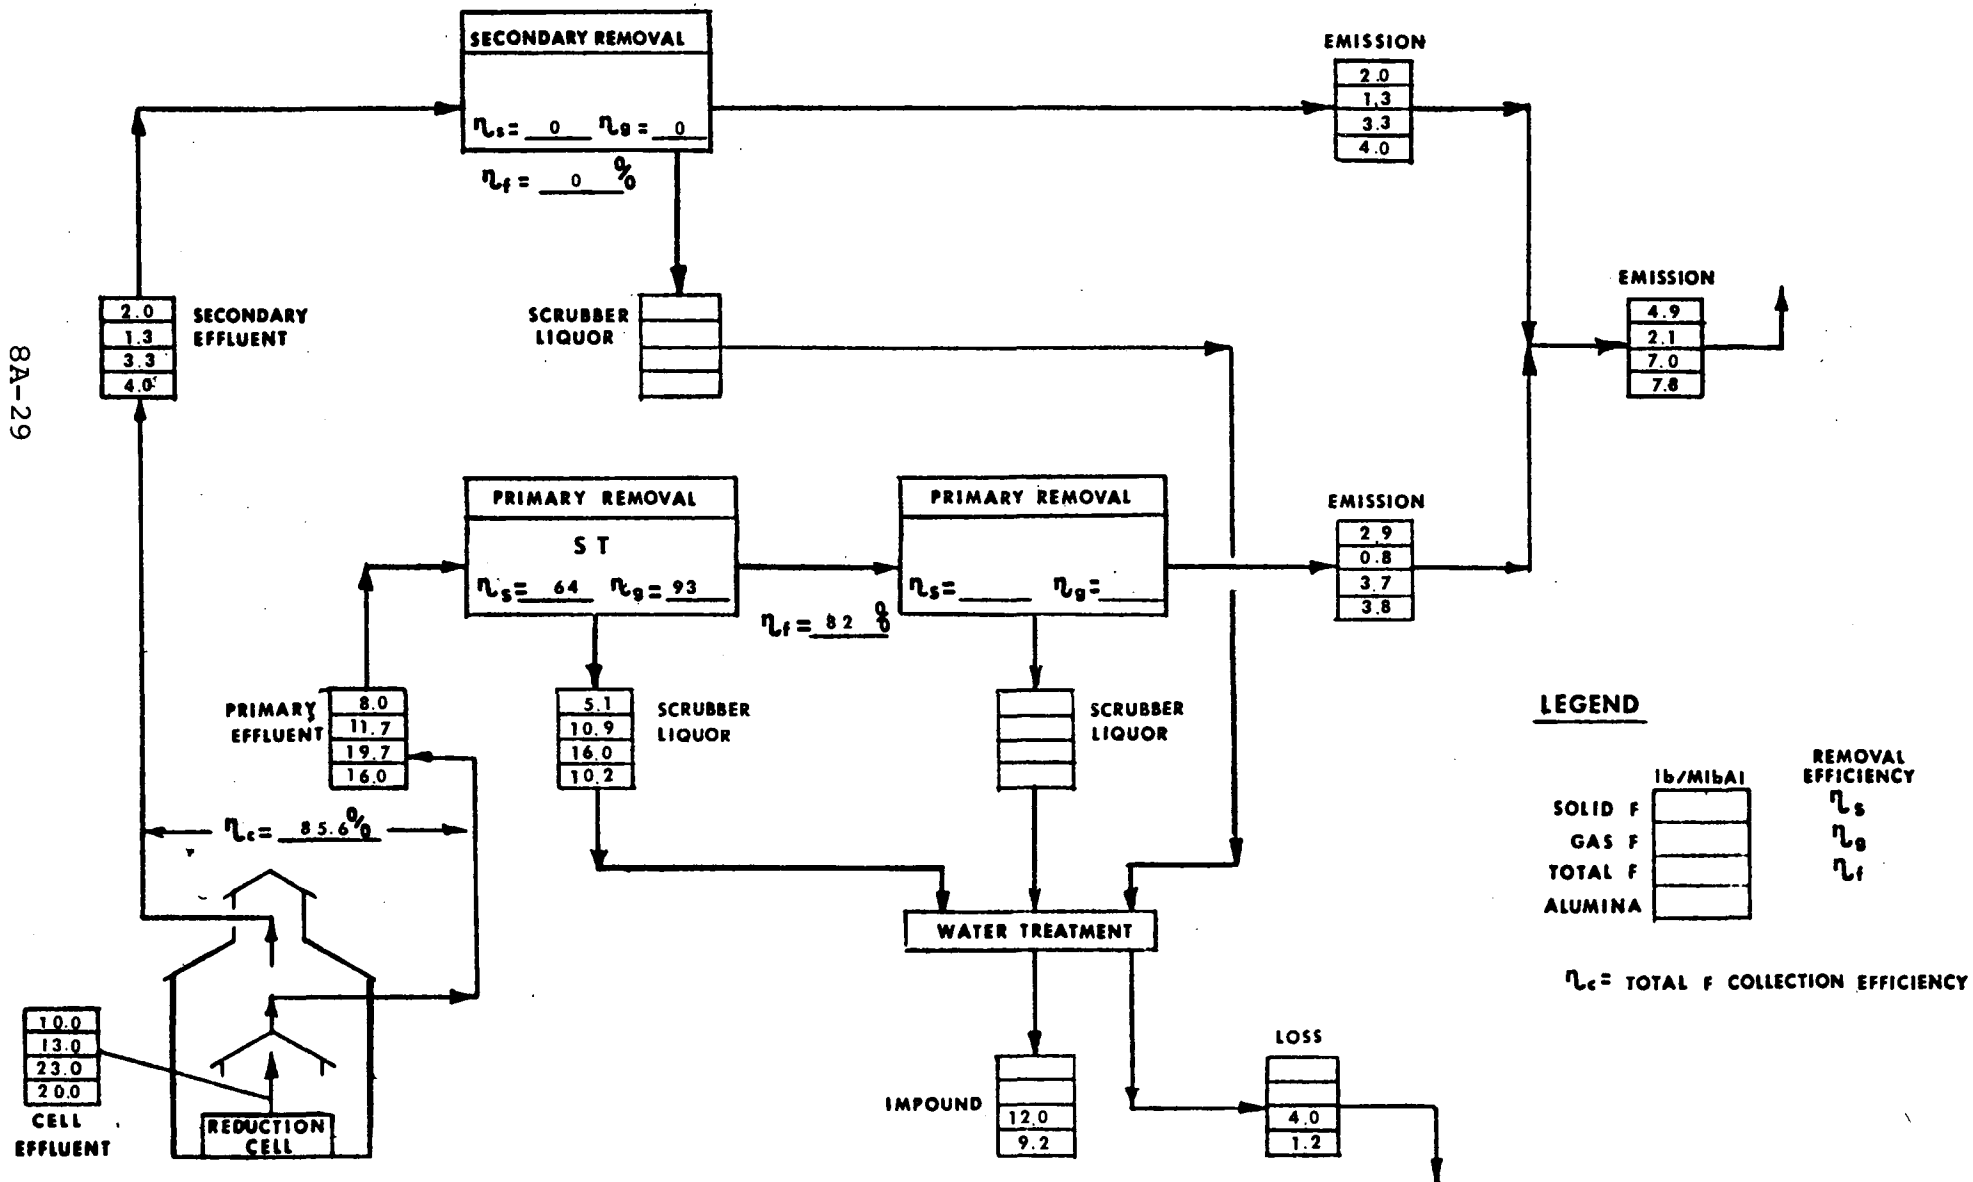 SECONDARY REMOVAL
ηs= 0 ηg= 0
ηf= 0 %
EMISSION
2.0
1.3
3.3
4.0
8A-29
2.0
1.3
3.3
4.0
SECONDARY
EFFLUENT
SCRUBBER
LIQUOR
EMISSION
4.9
2.1
7.0
7.8
PRIMARY REMOVAL
ST
ηs= 64 ηg= 93
ηf= 82 %
PRIMARY REMOVAL
ηs= ηg=
EMISSION
2.9
0.8
3.7
3.8
PRIMARY
EFFLUENT
8.0
11.7
19.7
16.0
5.1
10.9
16.0
10.2
SCRUBBER
LIQUOR
SCRUBBER
LIQUOR
LEGEND
lb/MlbAl
REMOVAL
EFFICIENCY
SOLID F ηs
GAS F ηg
TOTAL F ηf
ALUMINA
ηc= 85.6%
WATER TREATMENT
ηc= TOTAL F COLLECTION EFFICIENCY
10.0
13.0
23.0
20.0
CELL
EFFLUENT
REDUCTION
CELL
IMPOUND
12.0
9.2
LOSS
4.0
1.2